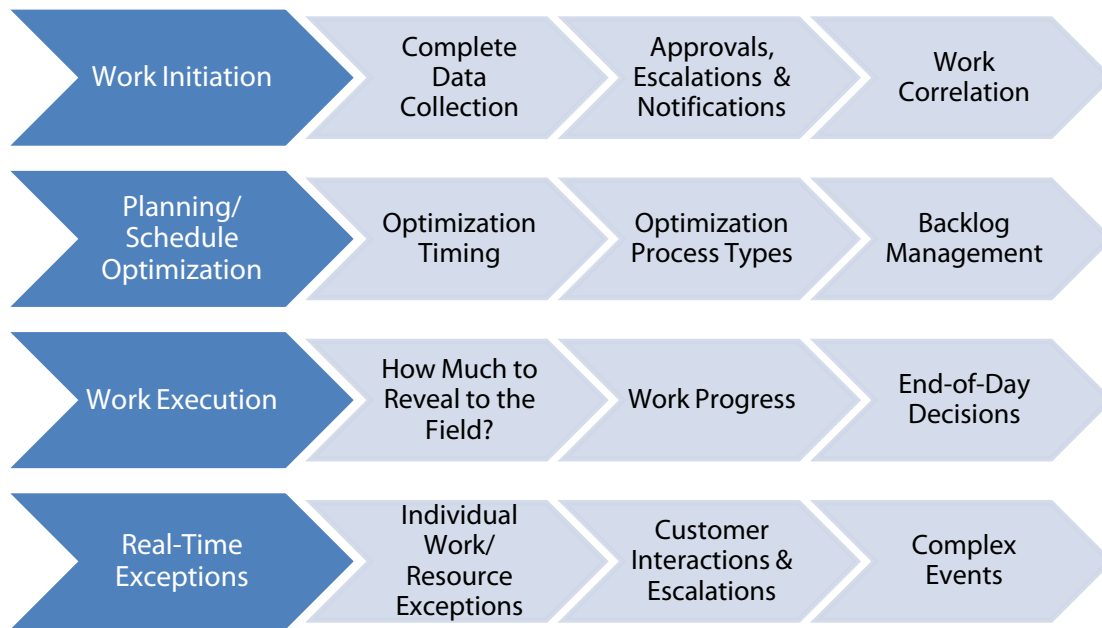 Work Initiation
Complete
Data
Collection
Approvals,
Escalations &
Notifications
Work
Correlation
Planning/
Schedule
Optimization
Optimization
Timing
Optimization
Process Types
Backlog
Management
Work Execution
How Much to
Reveal to the
Field?
Work Progress
End-of-Day
Decisions
Real-Time
Exceptions
Individual
Work/
Resource
Exceptions
Customer
Interactions &
Escalations
Complex
Events